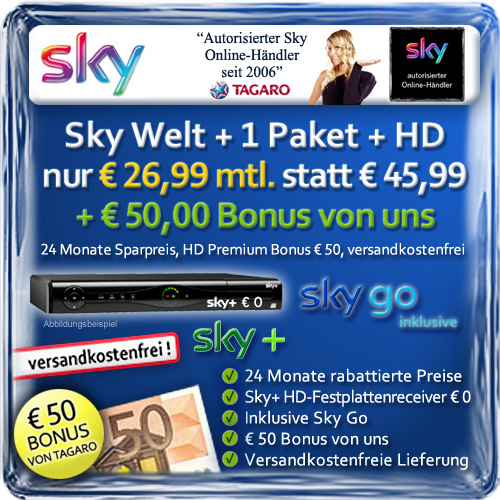 sky
“Autorisierter Sky
Online-Händler
seit 2006”
TAGARO
sky
autorisierter
Online-Händler
Sky Welt + 1 Paket + HD
nur € 26,99 mtl. statt € 45,99
+ € 50,00 Bonus von uns
24 Monate Sparpreis, HD Premium Bonus € 50, versandkostenfrei
sky+
sky+ € 0
Abbildungsbeispiel
sky go
inklusive
versandkostenfrei !
sky +
€ 50
BONUS
VON TAGARO
50
24 Monate rabattierte Preise
Sky+ HD-Festplattenreceiver € 0
Inklusive Sky Go
€ 50 Bonus von uns
Versandkostenfreie Lieferung